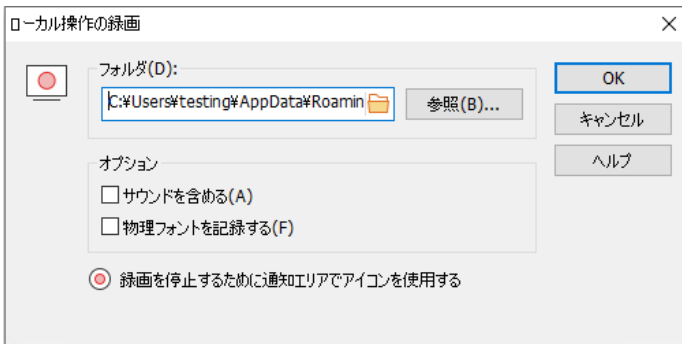 ローカル操作の録画
フォルダ(D):
C:¥Users¥testing¥AppData¥Roamin
参照(B)...
OK
キャンセル
ヘルプ
オプション
サウンドを含める(A)
物理フォントを記録する(F)
録画を停止するために通知エリアでアイコンを使用する